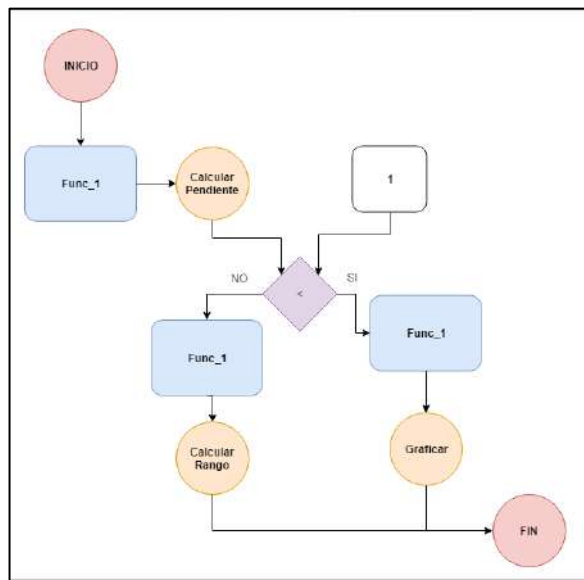 INICIO
Func_1
Calcular
Pendiente
1
NO
<
SI
Func_1
Func_1
Calcular
Rango
Graficar
FIN